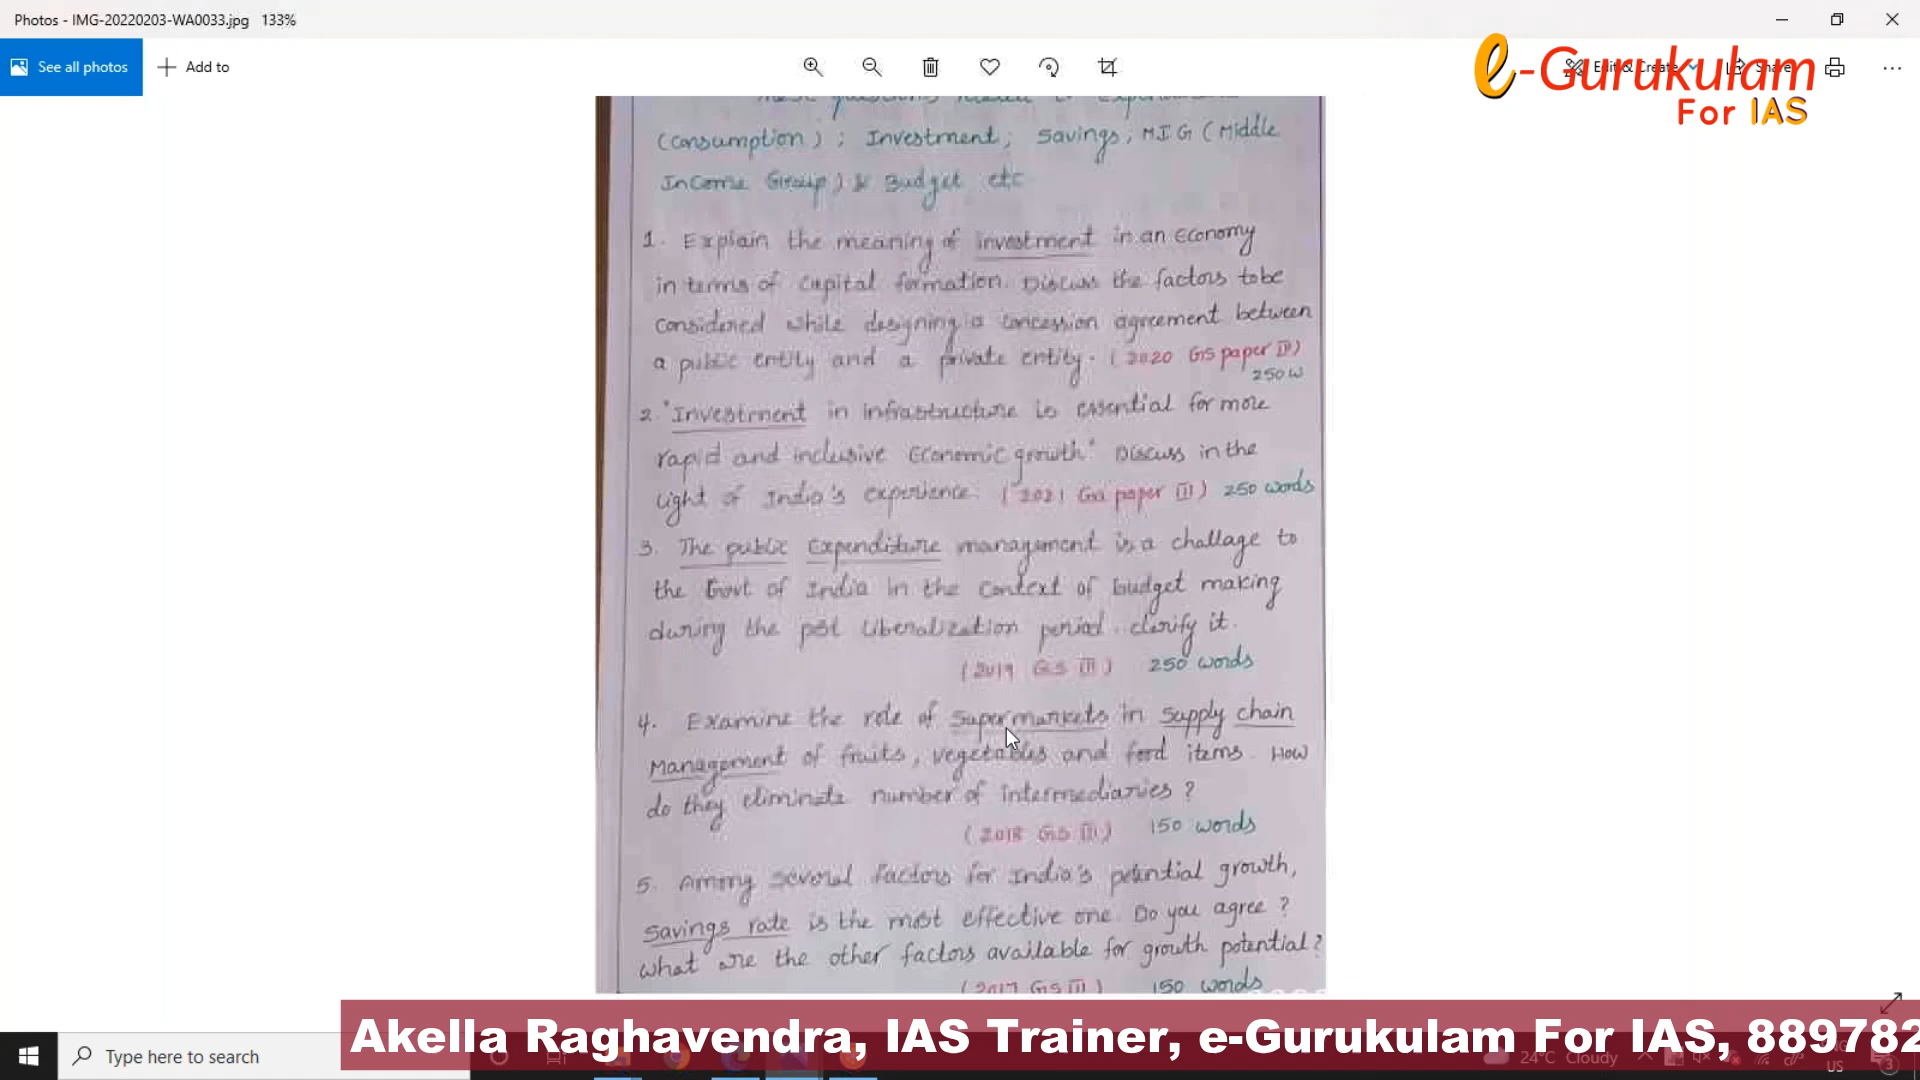 Photos - IMG-20220203-WA0033.jpg 133%
See all photos
Add to
e-Gurukulam
For IAS
(Consumption) ; Investment ; Savings, MIG (Middle
Income Group) & Budget etc
1. Explain the meaning of investment in an Economy
in terms of capital formation. Discuss the factors to be
considered while designing a concession agreement between
a public entity and a private entity. (2020 GS paper III)
250 W
2. "Investment in infrastructure is essential for more
rapid and inclusive Economic growth" Discuss in the
light of India's experience. (2021 GS paper III) 250 words
3. The public Expenditure management is a challage to
the Govt of India in the context of budget making
during the post liberalization period. clarify it.
(2019 GS III) 250 words
4. Examine the role of Supermarkets in Supply chain
Management of fruits, vegetables and food items. How
do they eliminate number of intermediaries?
(2018 GS III) 150 words
5. Among several factors for India's potential growth,
Savings rate is the most effective one. Do you agree?
What are the other factors available for growth potential?
(2017 GS III) 150 words
Akella Raghavendra, IAS Trainer, e-Gurukulam For IAS, 889782
Type here to search
24°C Cloudy
US
3